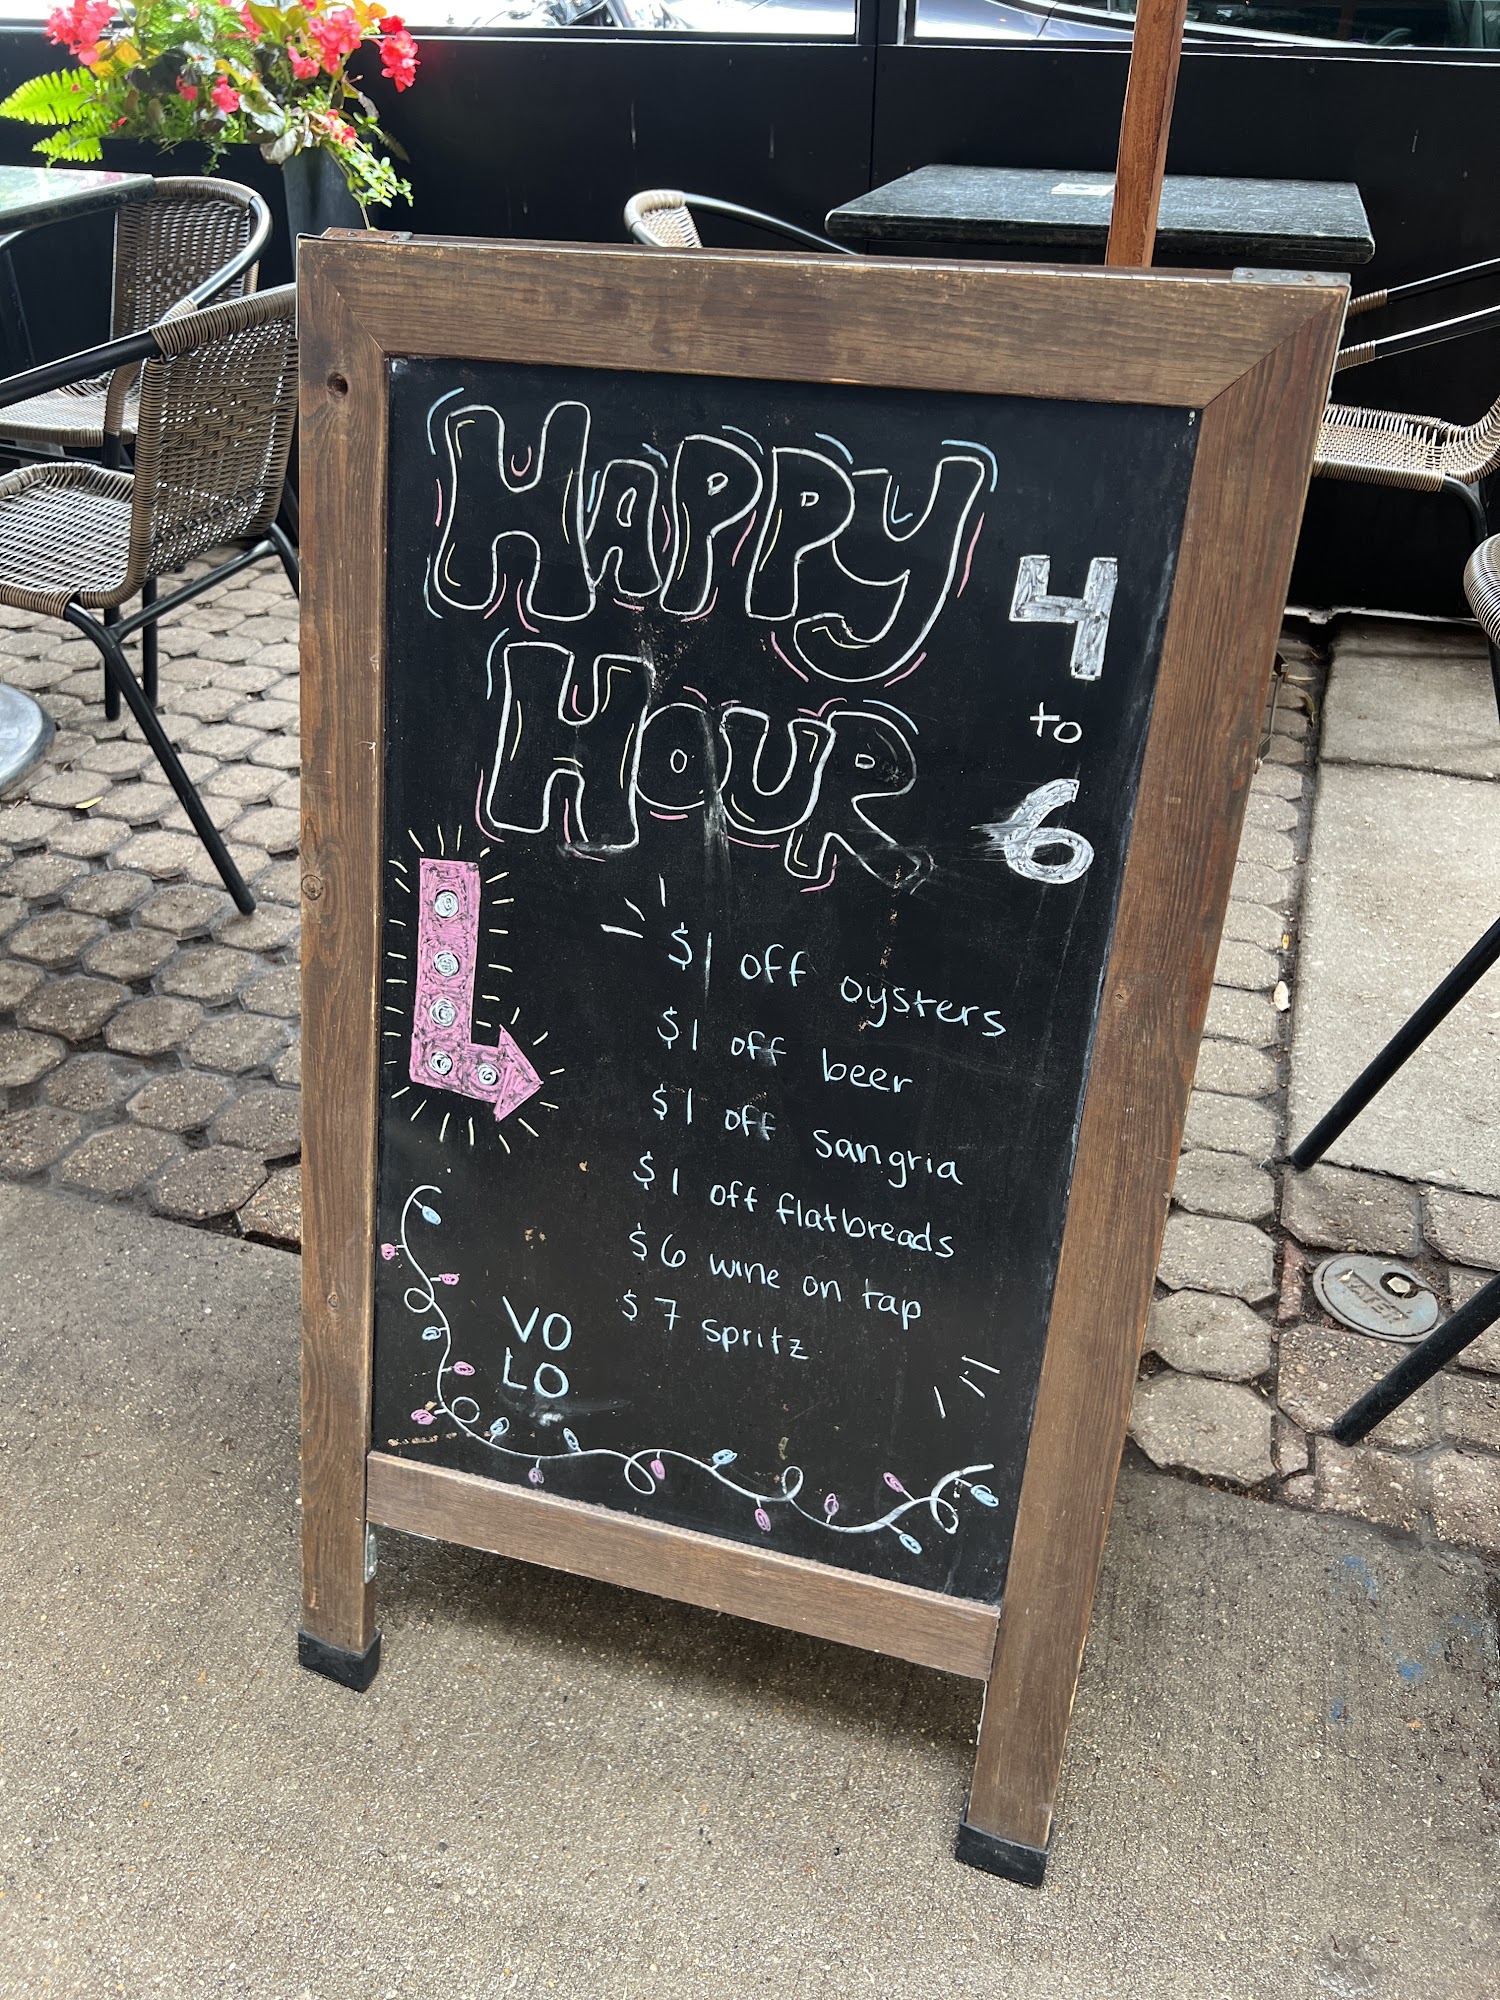 HAPPY
HOUR
4
to
6
$1 off oysters
$1 off beer
$1 off sangria
$1 off flatbreads
$6 wine on tap
$7 spritz
VO
LO
WATER